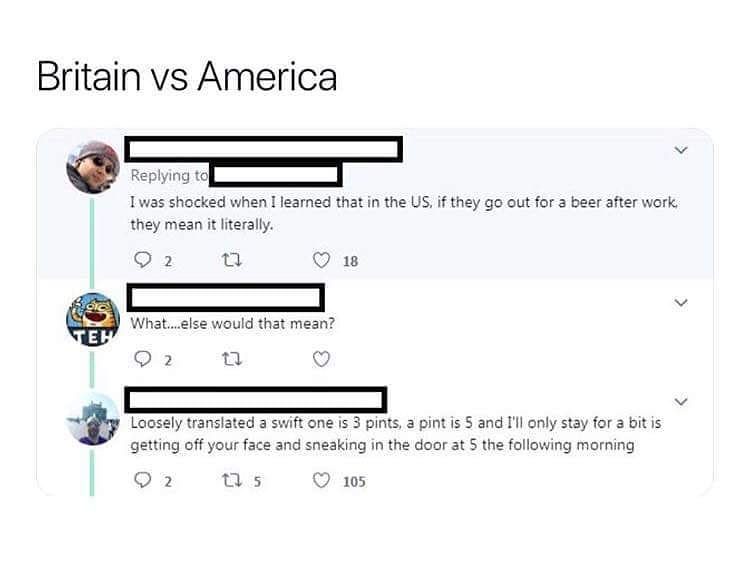 Britain vs America
Replying to
I was shocked when I learned that in the US, if they go out for a beer after work,
they mean it literally.
2 18
TEH
What....else would that mean?
2
Loosely translated a swift one is 3 pints, a pint is 5 and I'll only stay for a bit is
getting off your face and sneaking in the door at 5 the following morning
2 5 105